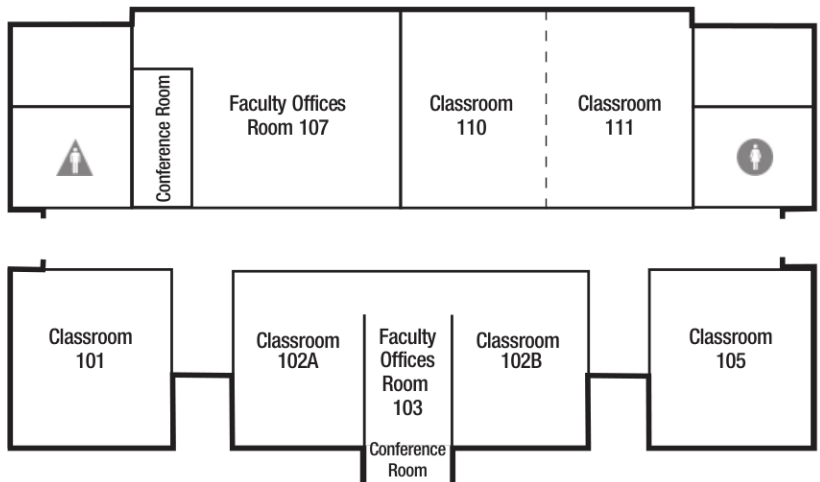 Conference Room
Faculty Offices
Room 107
Classroom
110
Classroom
111
Classroom
101
Classroom
102A
Faculty
Offices
Room
103
Classroom
102B
Classroom
105
Conference
Room